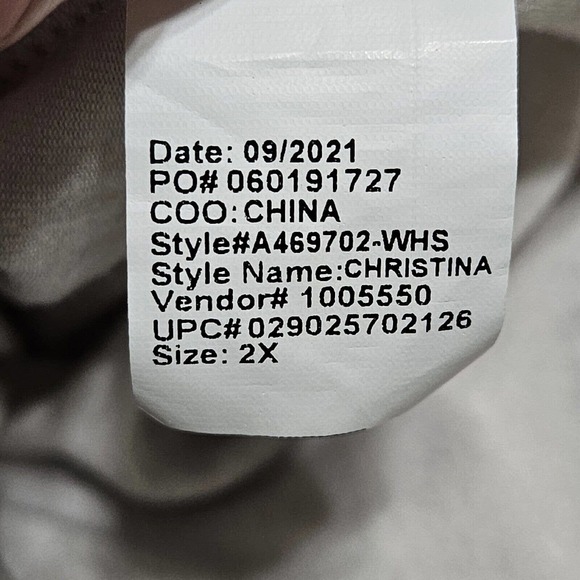 Date: 09/2021
PO# 060191727
COO: CHINA
Style#A469702-WHS
Style Name:CHRISTINA
Vendor# 1005550
UPC# 029025702126
Size: 2X